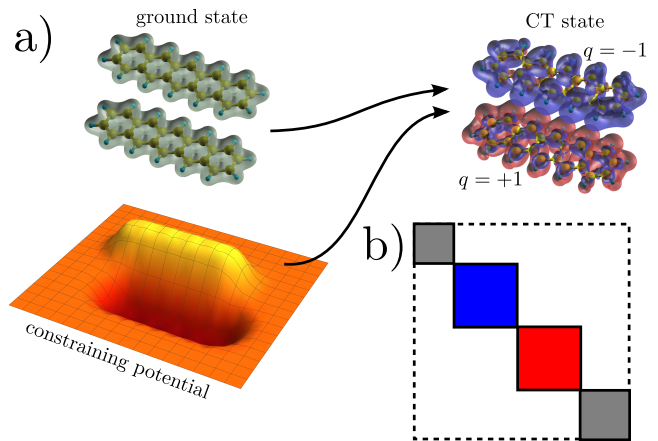 a)
ground state
CT state
q = −1
q = +1
constraining potential
b)